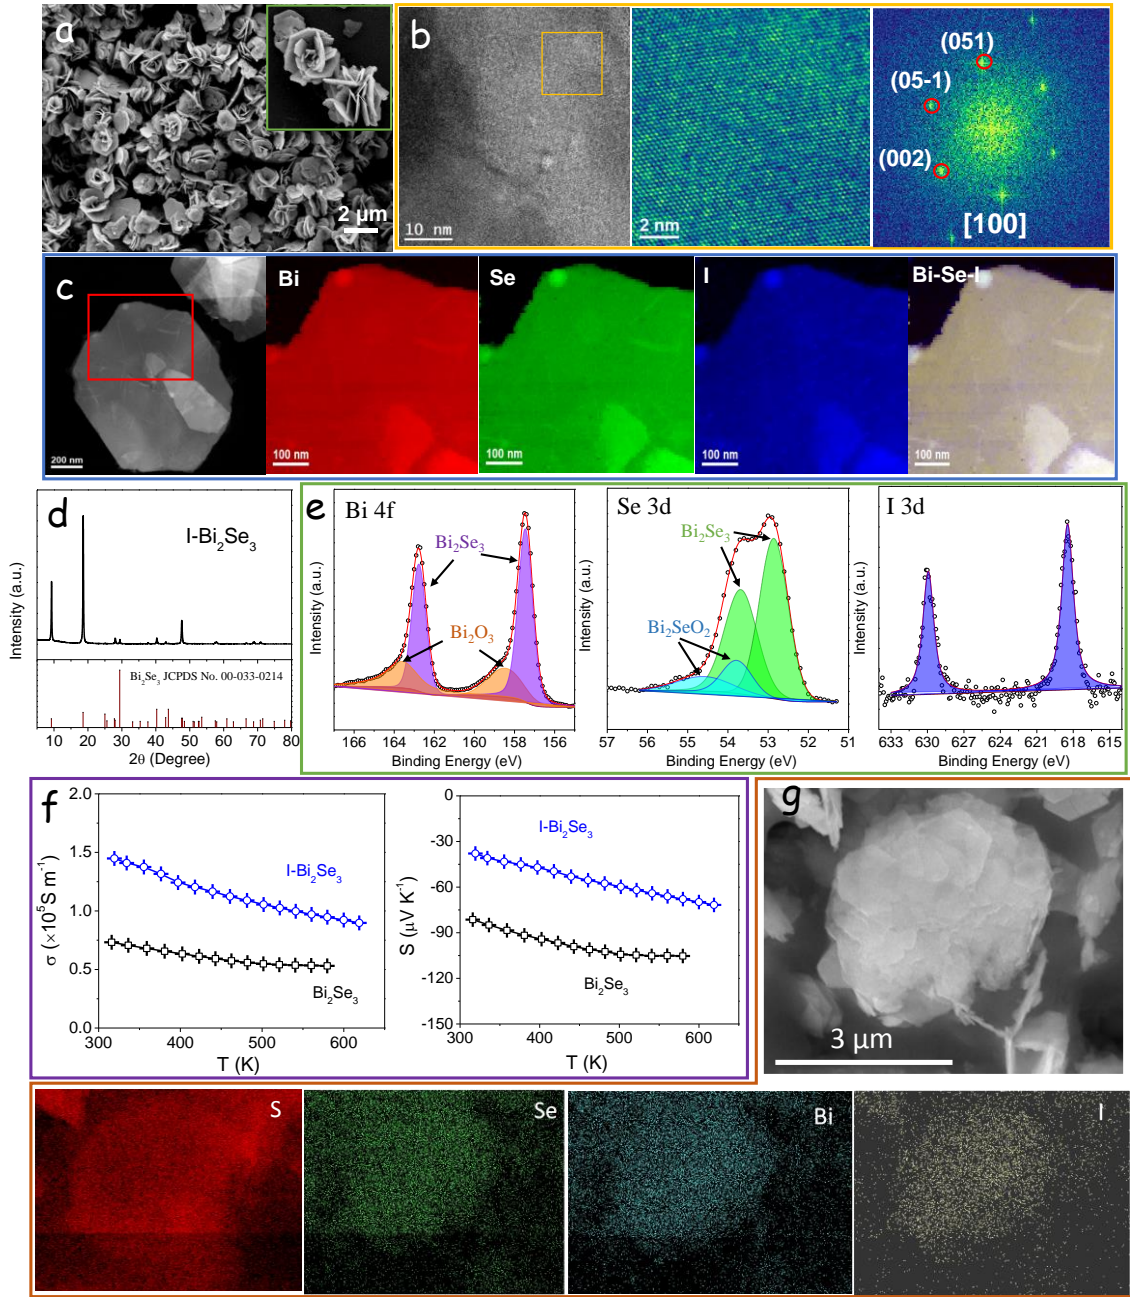 a
2 μm
b
10 nm
2 nm
(051)
(05-1)
(002)
[100]
c
200 nm
Bi
100 nm
Se
100 nm
I
100 nm
Bi-Se-I
100 nm
d
I-Bi2Se3
Intensity (a.u.)
Bi2Se3 JCPDS No. 00-033-0214
10 20 30 40 50 60 70 80
2θ (Degree)
e
Bi 4f
Bi2Se3
Bi2O3
Intensity (a.u.)
166 164 162 160 158 156
Binding Energy (eV)
Se 3d
Bi2Se3
Bi2SeO2
Intensity (a.u.)
57 56 55 54 53 52 51
Binding Energy (eV)
I 3d
Intensity (a.u.)
633 630 627 624 621 618 615
Binding Energy (eV)
f
2.0
1.5
1.0
0.5
0.0
σ (×10⁵S m⁻¹)
I-Bi2Se3
Bi2Se3
300 400 500 600
T (K)
0
-30
-60
-90
-120
-150
S (μV K⁻¹)
I-Bi2Se3
Bi2Se3
300 400 500 600
T (K)
g
3 μm
S
Se
Bi
I